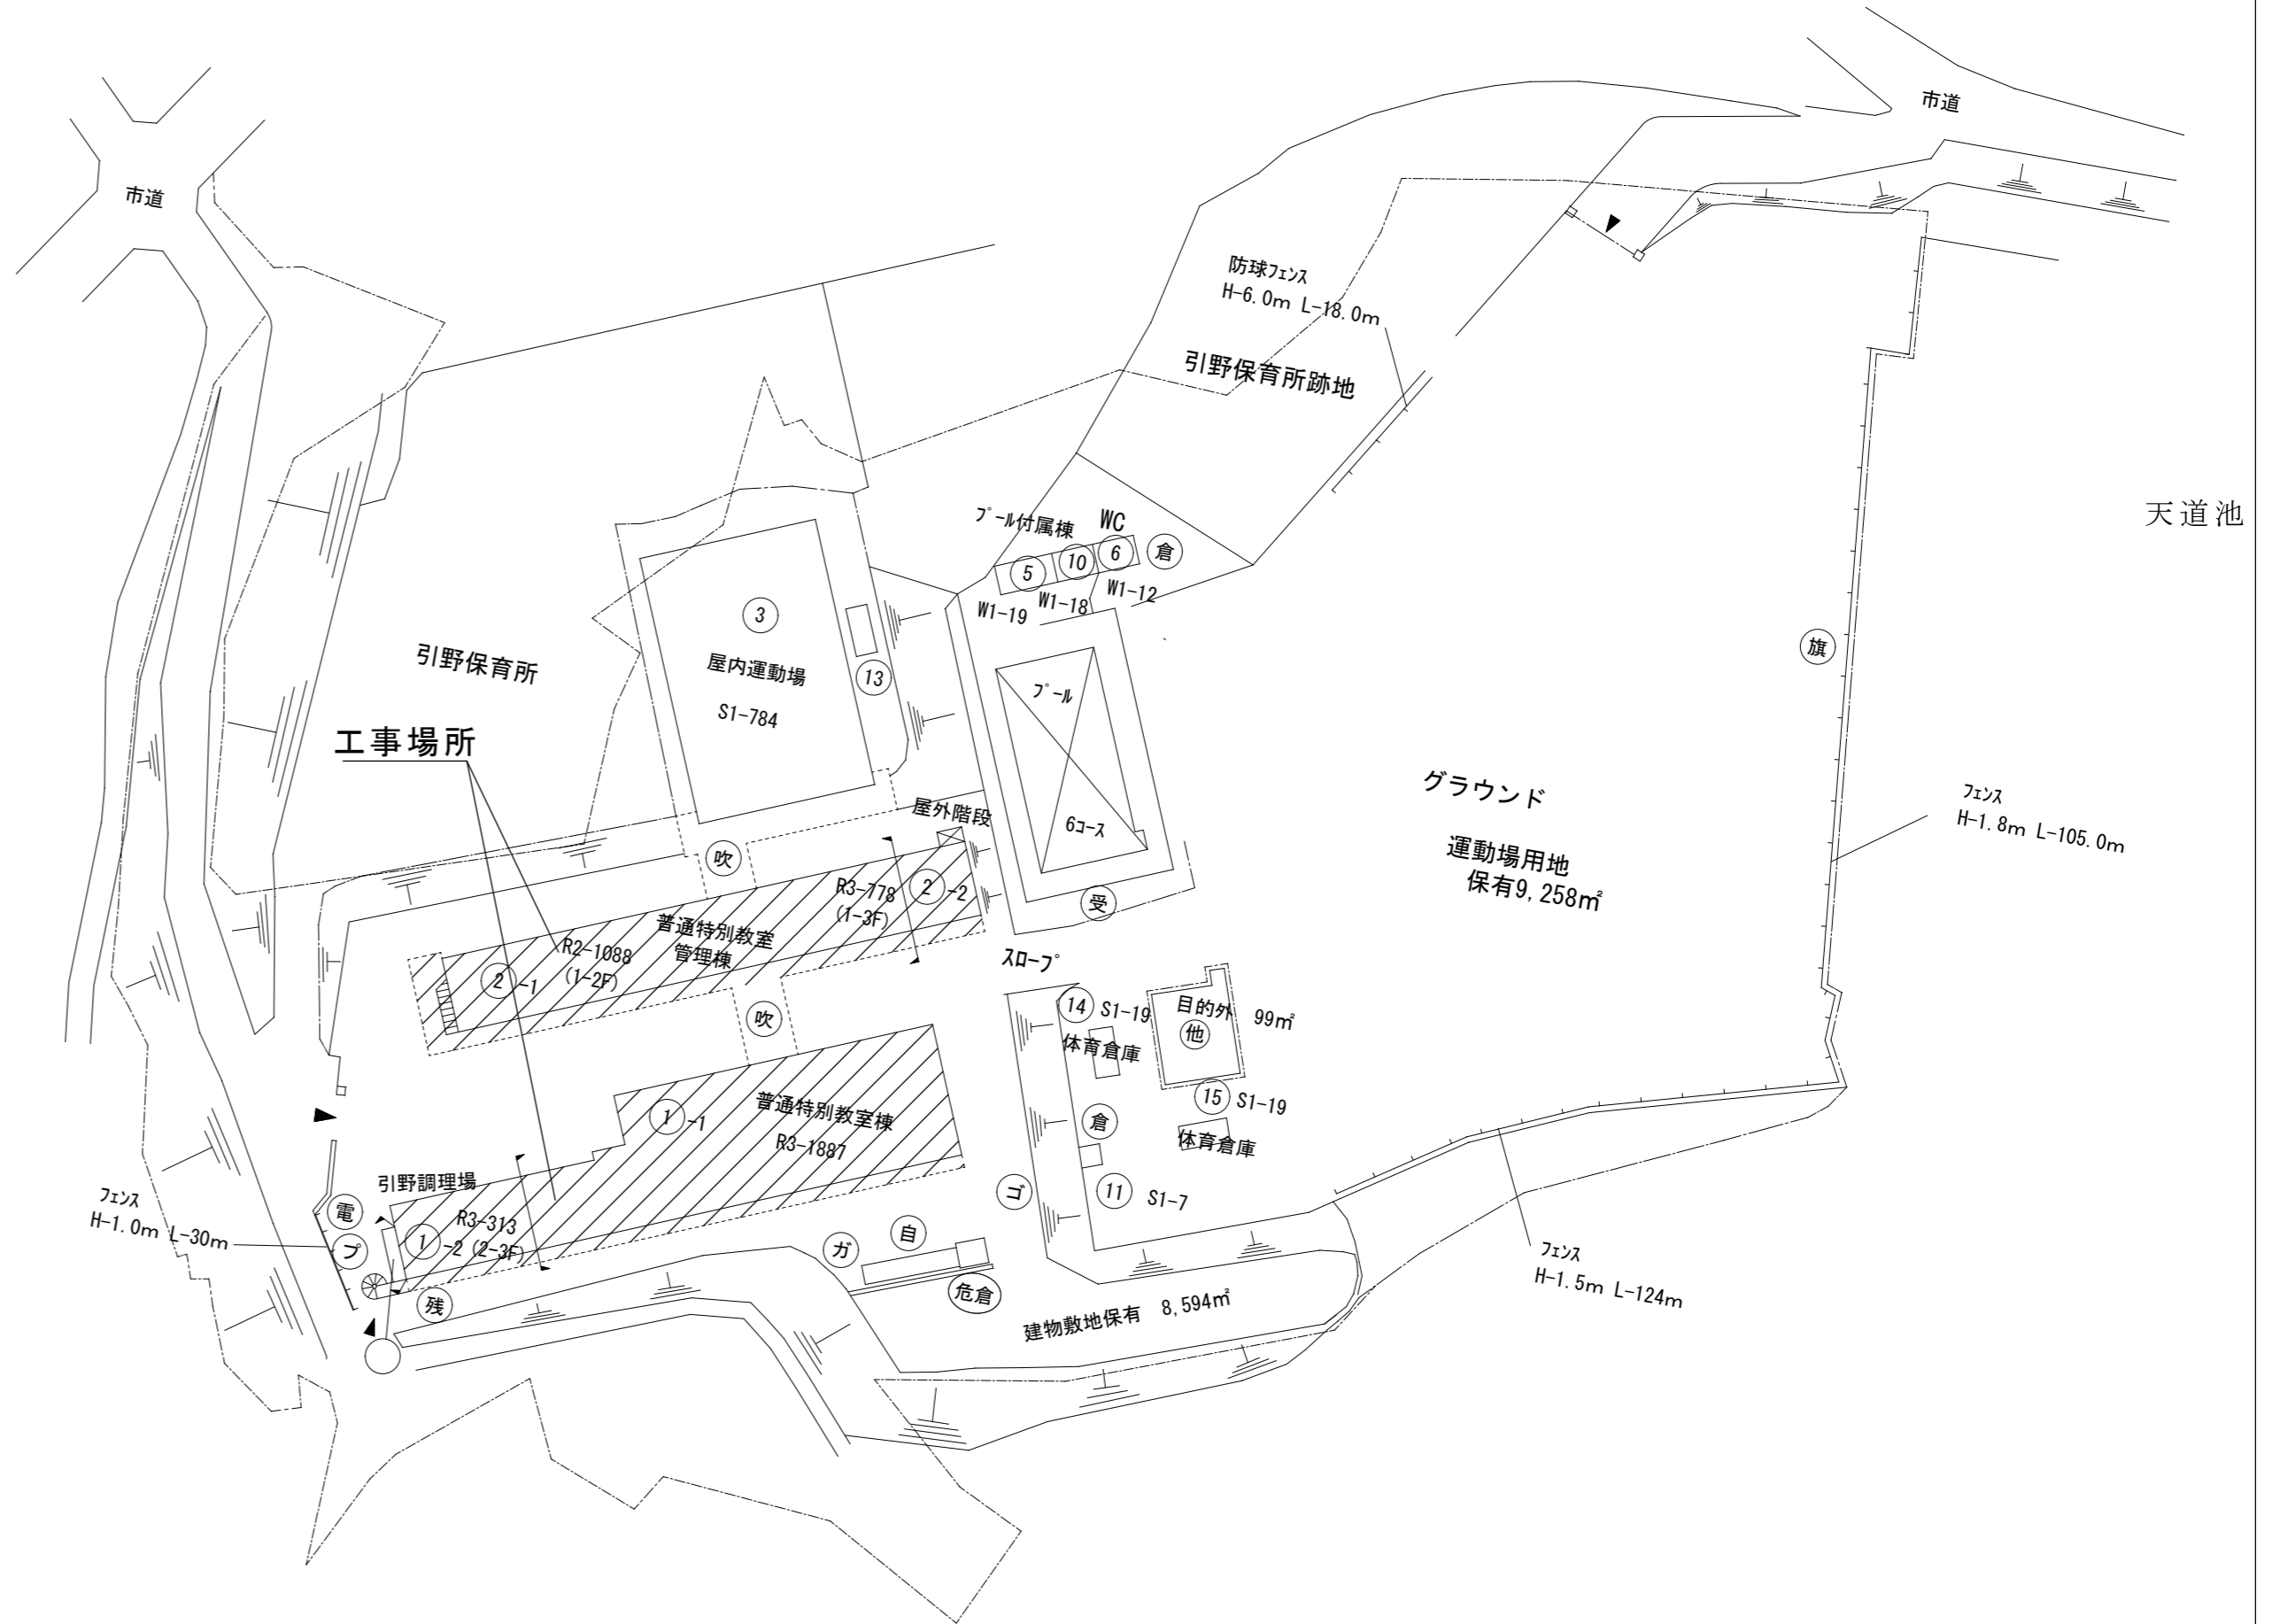 市道
市道
防球ﾌｪﾝｽ
H-6.0m L-18.0m
引野保育所跡地
天道池
ﾌﾟｰﾙ付属棟
WC
5
10
6
倉
W1-19
W1-18
W1-12
3
屋内運動場
S1-784
13
引野保育所
旗
工事場所
ﾌﾟｰﾙ
6ｺｰｽ
グラウンド
運動場用地
保有9,258㎡
ﾌｪﾝｽ
H-1.8m L-105.0m
屋外階段
吹
R3-778
(1-3F)
2-2
受
普通特別教室
管理棟
R2-1088
(1-2F)
2-1
ｽﾛｰﾌﾟ
吹
14 S1-19
体育倉庫
目的外 99㎡
他
15 S1-19
体育倉庫
倉
1-1
普通特別教室棟
R3-1887
11 S1-7
ゴ
引野調理場
R3-313
1-2 (2-3F)
電
プ
ﾌｪﾝｽ
H-1.0m L-30m
残
ガ
自
危倉
建物敷地保有 8,594㎡
ﾌｪﾝｽ
H-1.5m L-124m